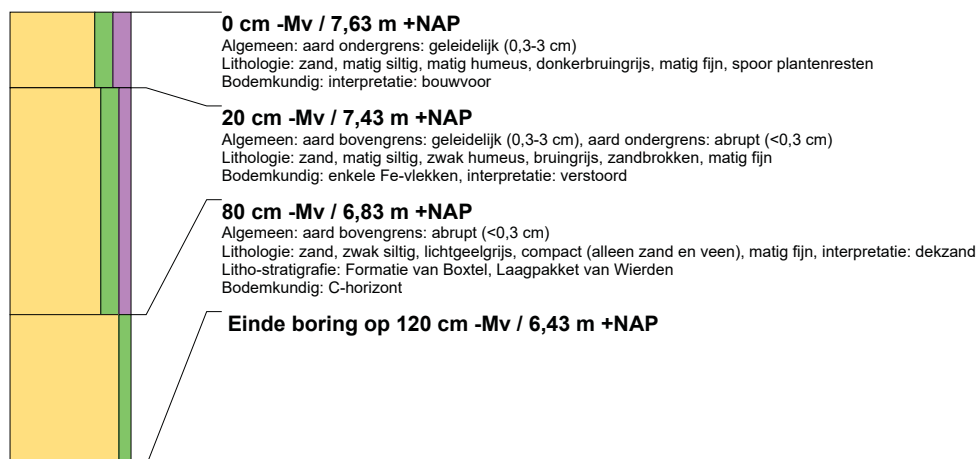 0 cm -Mv / 7,63 m +NAP
Algemeen: aard ondergrens: geleidelijk (0,3-3 cm)
Lithologie: zand, matig siltig, matig humeus, donkerbruingrijs, matig fijn, spoor plantenresten
Bodemkundig: interpretatie: bouwvoor
20 cm -Mv / 7,43 m +NAP
Algemeen: aard bovengrens: geleidelijk (0,3-3 cm), aard ondergrens: abrupt (<0,3 cm)
Lithologie: zand, matig siltig, zwak humeus, bruingrijs, zandbrokken, matig fijn
Bodemkundig: enkele Fe-vlekken, interpretatie: verstoord
80 cm -Mv / 6,83 m +NAP
Algemeen: aard bovengrens: abrupt (<0,3 cm)
Lithologie: zand, zwak siltig, lichtgeelgrijs, compact (alleen zand en veen), matig fijn, interpretatie: dekzand
Litho-stratigrafie: Formatie van Boxtel, Laagpakket van Wierden
Bodemkundig: C-horizont
Einde boring op 120 cm -Mv / 6,43 m +NAP